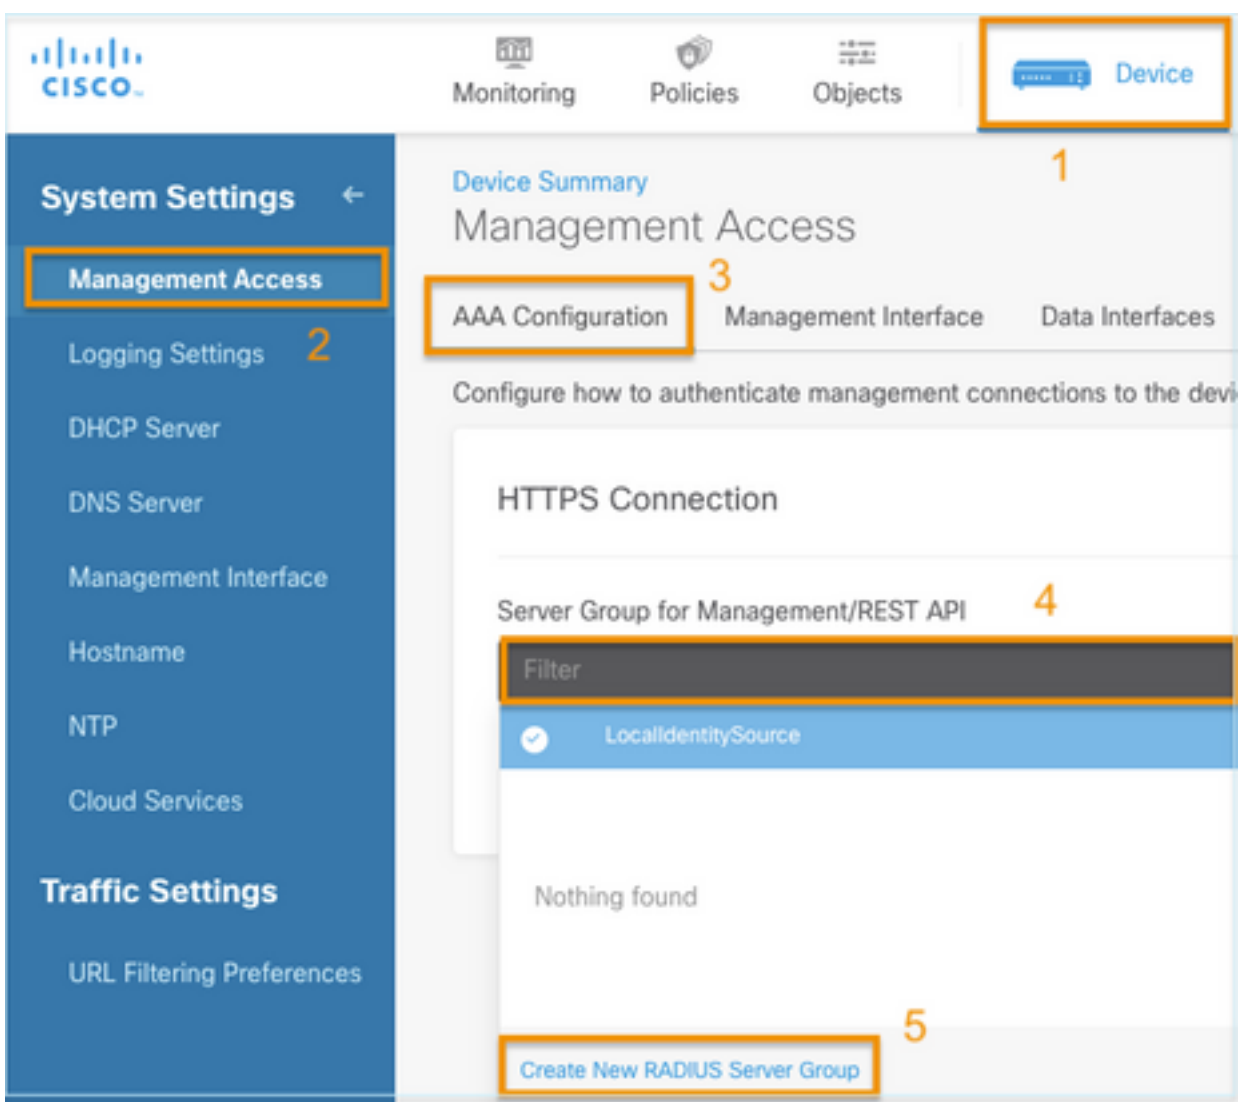 CISCO
Monitoring
Policies
Objects
Device
1
System Settings
Management Access
2
Logging Settings
DHCP Server
DNS Server
Management Interface
Hostname
NTP
Cloud Services
Traffic Settings
URL Filtering Preferences
Device Summary
Management Access
3
AAA Configuration
Management Interface
Data Interfaces
Configure how to authenticate management connections to the devi
HTTPS Connection
Server Group for Management/REST API
4
Filter
LocalIdentitySource
Nothing found
5
Create New RADIUS Server Group